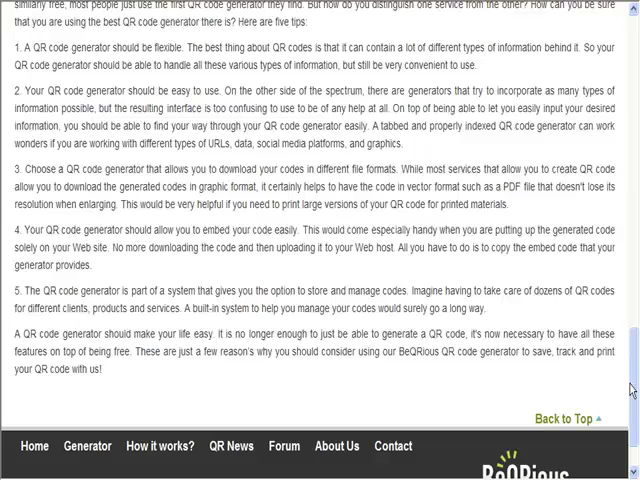 similarly free, most people just use the first QR code generator they find. But how do you distinguish one service from the other? How can you be sure
that you are using the best QR code generator there is? Here are five tips:
1. A QR code generator should be flexible. The best thing about QR codes is that it can contain a lot of different types of information behind it. So your
QR code generator should be able to handle all these various types of information, but still be very convenient to use.
2. Your QR code generator should be easy to use. On the other side of the spectrum, there are generators that try to incorporate as many types of
information possible, but the resulting interface is too confusing to use to be of any help at all. On top of being able to let you easily input your desired
information, you should be able to find your way through your QR code generator easily. A tabbed and properly indexed QR code generator can work
wonders if you are working with different types of URLs, data, social media platforms, and graphics.
3. Choose a QR code generator that allows you to download your codes in different file formats. While most services that allow you to create QR code
allow you to download the generated codes in graphic format, it certainly helps to have the code in vector format such as a PDF file that doesn't lose its
resolution when enlarging. This would be very helpful if you need to print large versions of your QR code for printed materials.
4. Your QR code generator should allow you to embed your code easily. This would come especially handy when you are putting up the generated code
solely on your Web site. No more downloading the code and then uploading it to your Web host. All you have to do is to copy the embed code that your
generator provides.
5. The QR code generator is part of a system that gives you the option to store and manage codes. Imagine having to take care of dozens of QR codes
for different clients, products and services. A built-in system to help you manage your codes would surely go a long way.
A QR code generator should make your life easy. It is no longer enough to just be able to generate a QR code, it's now necessary to have all these
features on top of being free. These are just a few reason's why you should consider using our BeQRious QR code generator to save, track and print
your QR code with us!
Back to Top
Home Generator How it works? QR News Forum About Us Contact
BeQRious